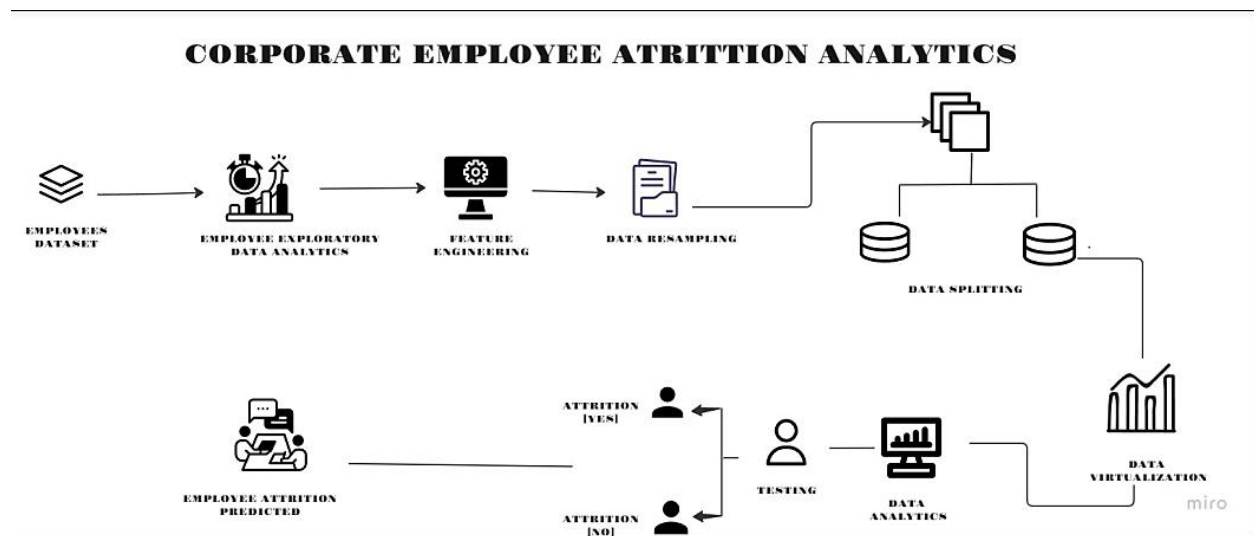 CORPORATE EMPLOYEE ATRITTION ANALYTICS
EMPLOYEES
DATASET
EMPLOYEE EXPLORATORY
DATA ANALYTICS
FEATURE
ENGINEERING
DATA RESAMPLING
DATA SPLITTING
DATA
VIRTUALIZATION
DATA
ANALYTICS
TESTING
ATTRITION
[YES]
ATTRITION
[NO]
EMPLOYEE ATTRITION
PREDICTED
miro